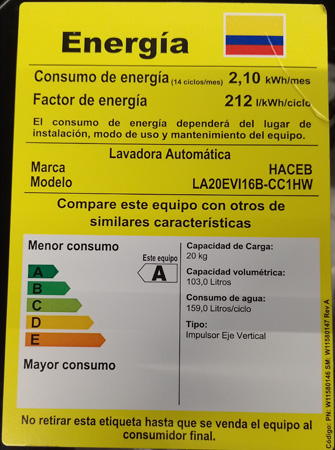 Energía
Consumo de energía (14 ciclos/mes) 2,10 kWh/mes
Factor de energía 212 l/kWh/ciclo
El consumo de energía dependerá del lugar de
instalación, modo de uso y mantenimiento del equipo.
Lavadora Automática
Marca HACEB
Modelo LA20EVI16B-CC1HW
Compare este equipo con otros de
similares características
Menor consumo
Este equipo
A
A
B
C
D
E
Mayor consumo
Capacidad de Carga:
20 kg
Capacidad volumétrica:
103,0 Litros
Consumo de agua:
159,0 Litros/ciclo
Tipo:
Impulsor Eje Vertical
No retirar esta etiqueta hasta que se venda el equipo al
consumidor final.
Código: PN: W11580146 SM: W11580147 Rev A